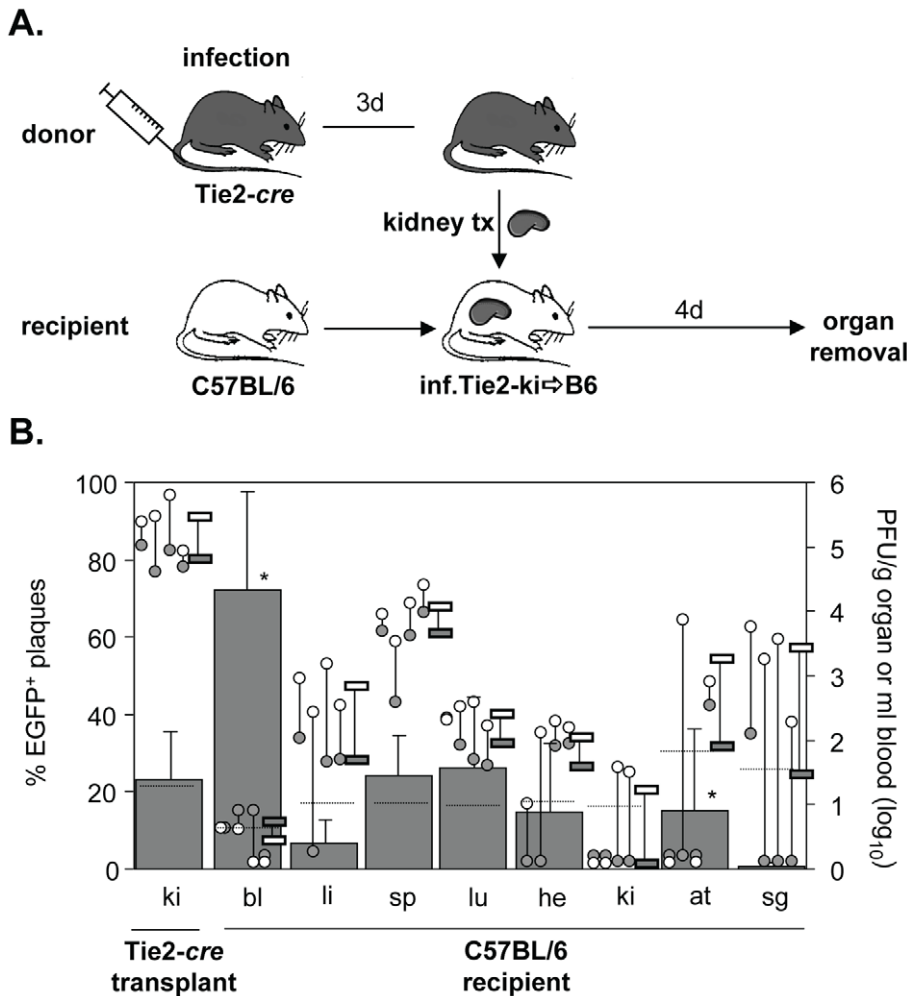 A.
infection
donor
3d
Tie2-cre
kidney tx
recipient
4d
organ
removal
C57BL/6
inf.Tie2-ki⇨B6
B.
% EGFP+ plaques
100
80
60
40
20
0
*
*
6
5
4
3
2
1
0
PFU/g organ or ml blood (log10)
ki bl li sp lu he ki at sg
Tie2-cre
transplant
C57BL/6
recipient